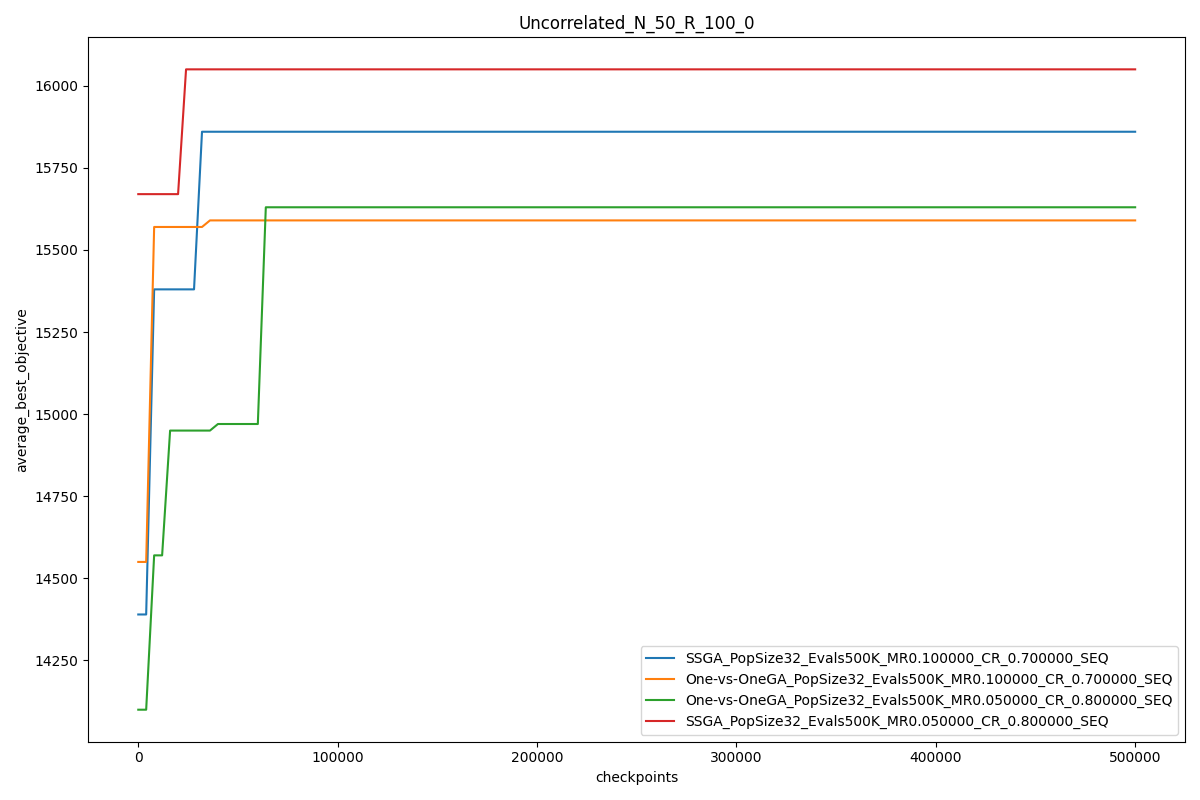 Uncorrelated_N_50_R_100_0
average_best_objective
16000
15750
15500
15250
15000
14750
14500
14250
SSGA_PopSize32_Evals500K_MR0.100000_CR_0.700000_SEQ
One-vs-OneGA_PopSize32_Evals500K_MR0.100000_CR_0.700000_SEQ
One-vs-OneGA_PopSize32_Evals500K_MR0.050000_CR_0.800000_SEQ
SSGA_PopSize32_Evals500K_MR0.050000_CR_0.800000_SEQ
0 100000 200000 300000 400000 500000
checkpoints